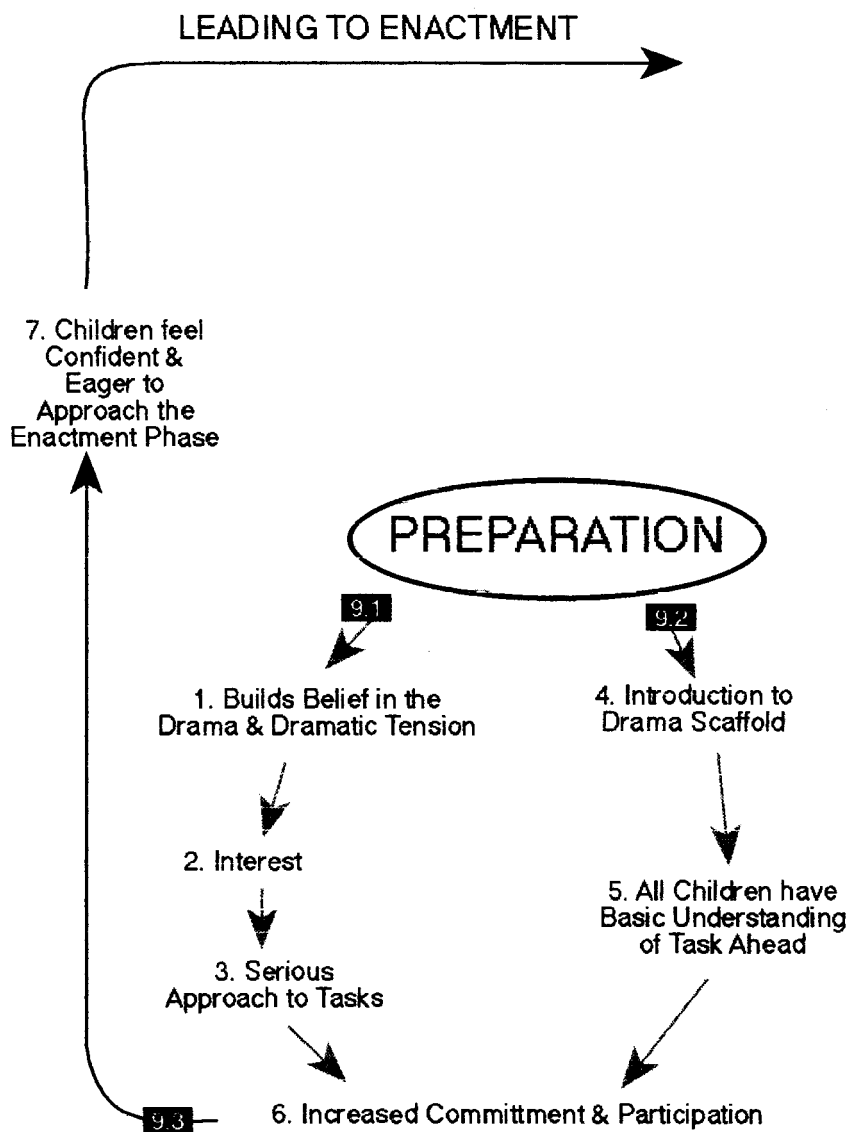 LEADING TO ENACTMENT
7. Children feel
Confident &
Eager to
Approach the
Enactment Phase
PREPARATION
9.1
9.2
1. Builds Belief in the
Drama & Dramatic Tension
4. Introduction to
Drama Scaffold
2. Interest
5. All Children have
Basic Understanding
of Task Ahead
3. Serious
Approach to Tasks
9.3
6. Increased Committment & Participation